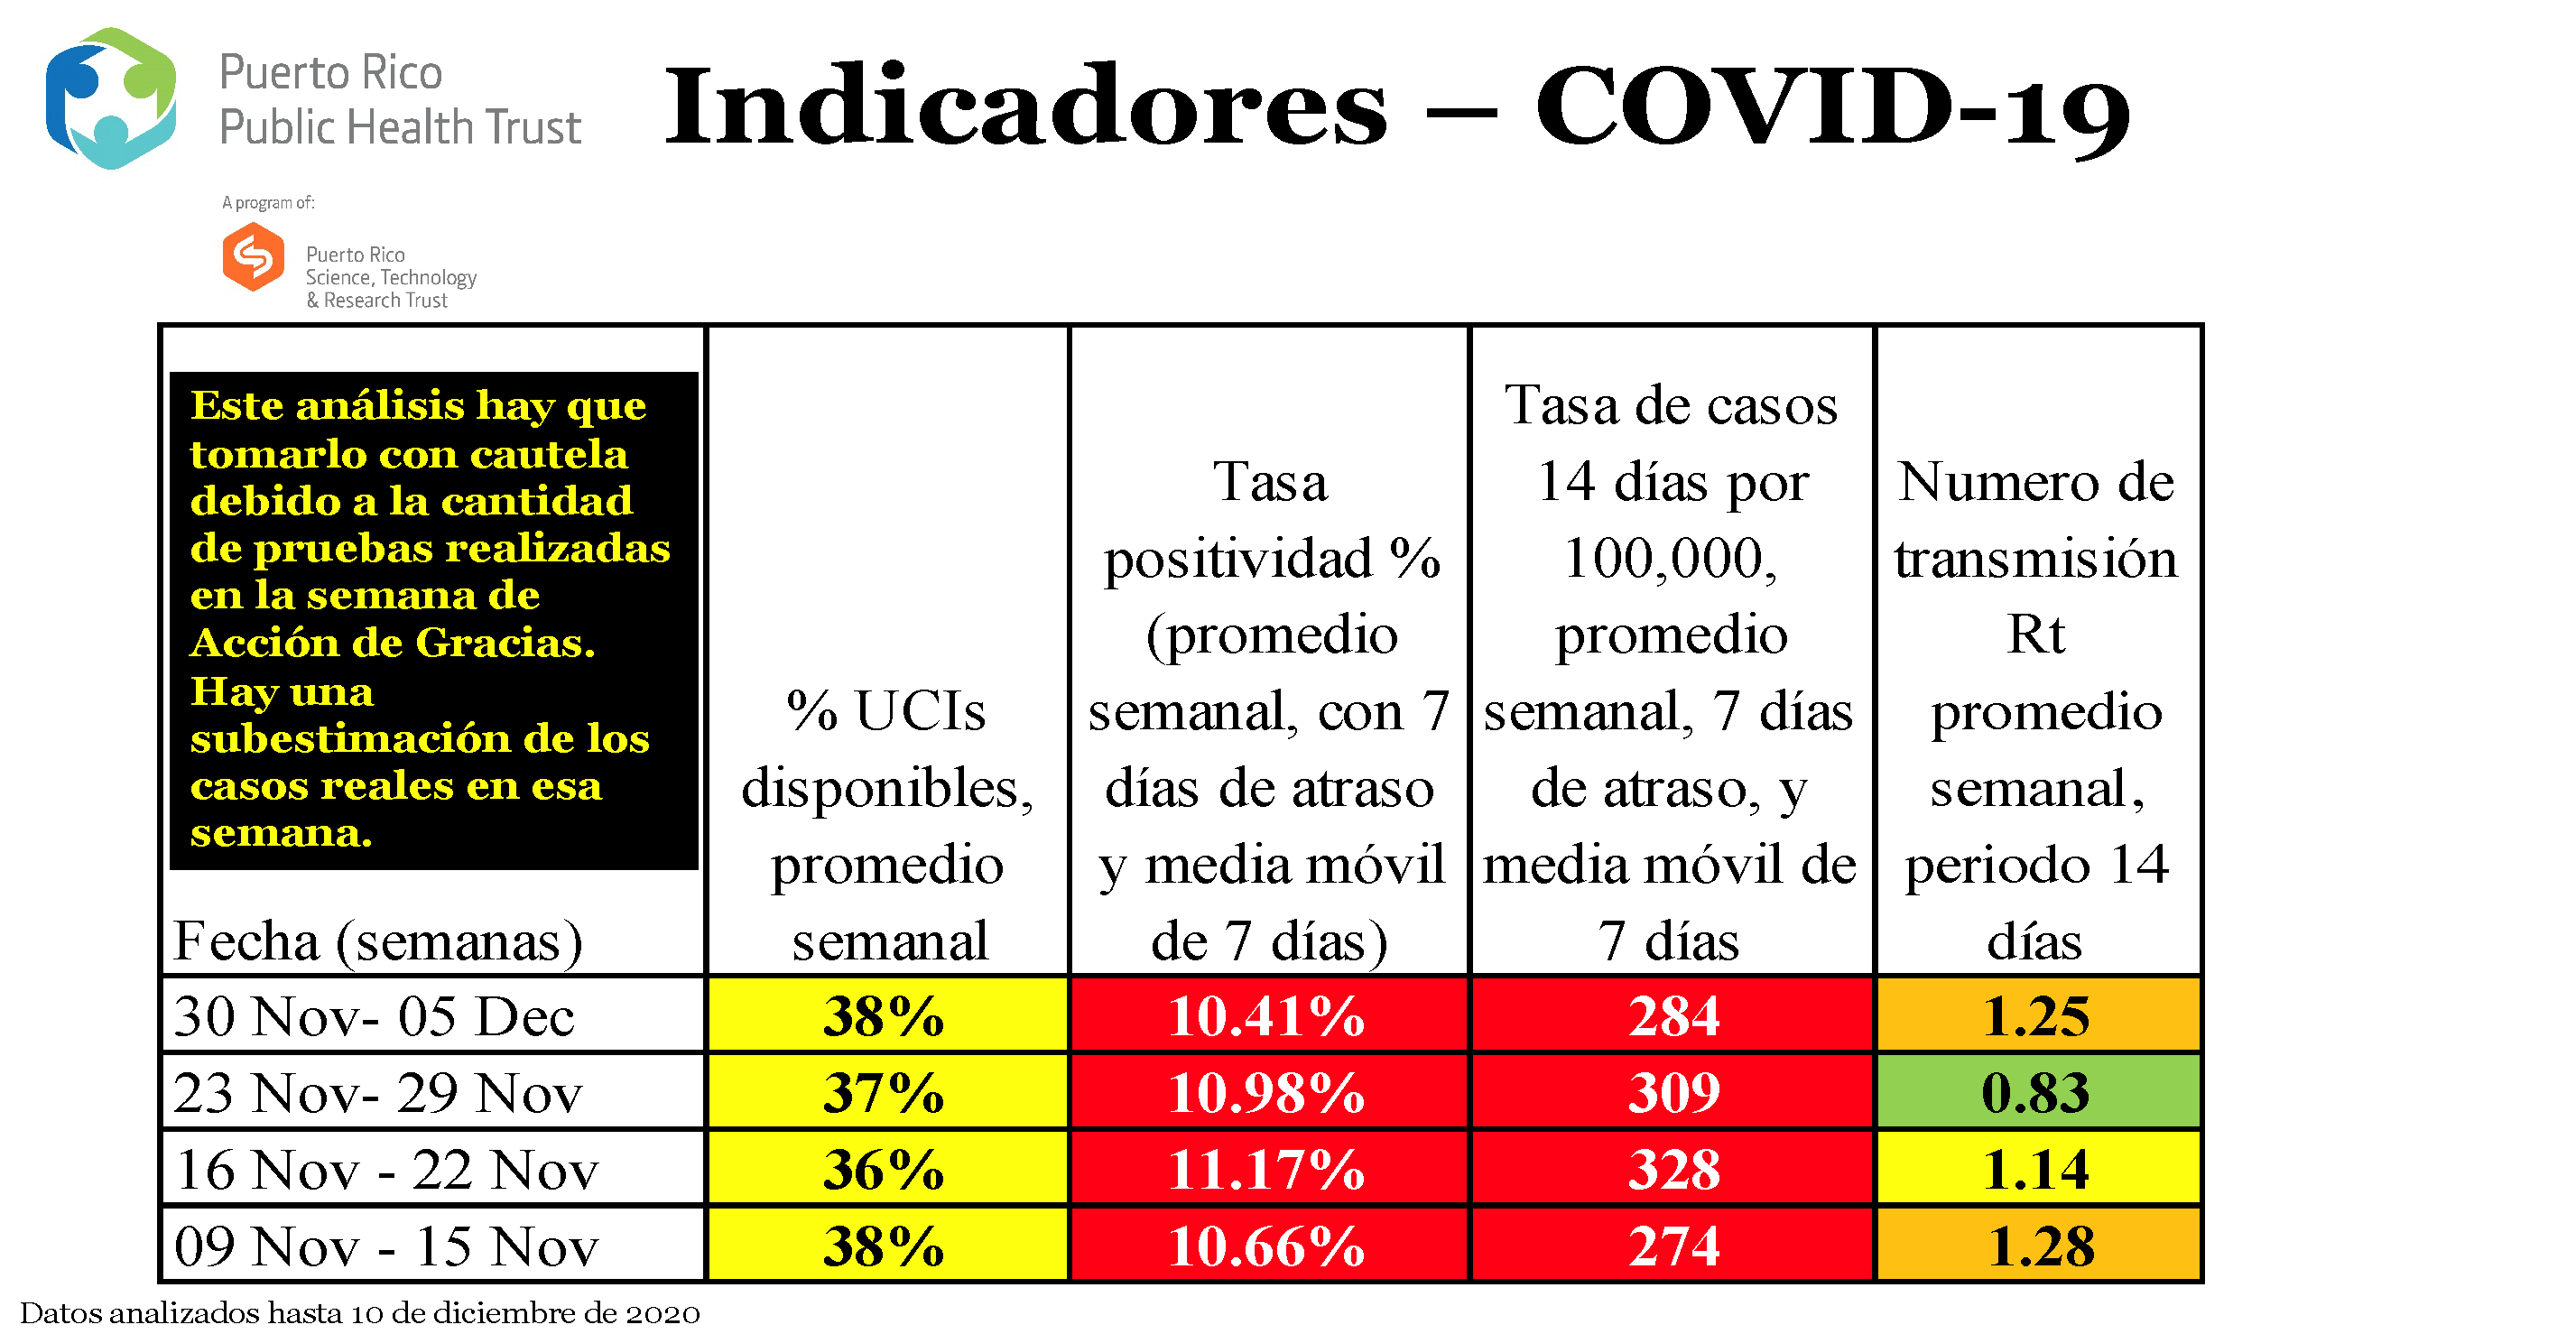 Puerto Rico
Public Health Trust
A program of:
Puerto Rico
Science, Technology
& Research Trust
Indicadores – COVID-19
Este análisis hay que
tomarlo con cautela
debido a la cantidad
de pruebas realizadas
en la semana de
Acción de Gracias.
Hay una
subestimación de los
casos reales en esa
semana.
Fecha (semanas)
% UCIs
disponibles,
promedio
semanal
Tasa
positividad %
(promedio
semanal, con 7
días de atraso
y media móvil
de 7 días)
Tasa de casos
14 días por
100,000,
promedio
semanal, 7 días
de atraso, y
media móvil de
7 días
Numero de
transmisión
Rt
promedio
semanal,
periodo 14
días
30 Nov- 05 Dec 38% 10.41% 284 1.25
23 Nov- 29 Nov 37% 10.98% 309 0.83
16 Nov - 22 Nov 36% 11.17% 328 1.14
09 Nov - 15 Nov 38% 10.66% 274 1.28
Datos analizados hasta 10 de diciembre de 2020